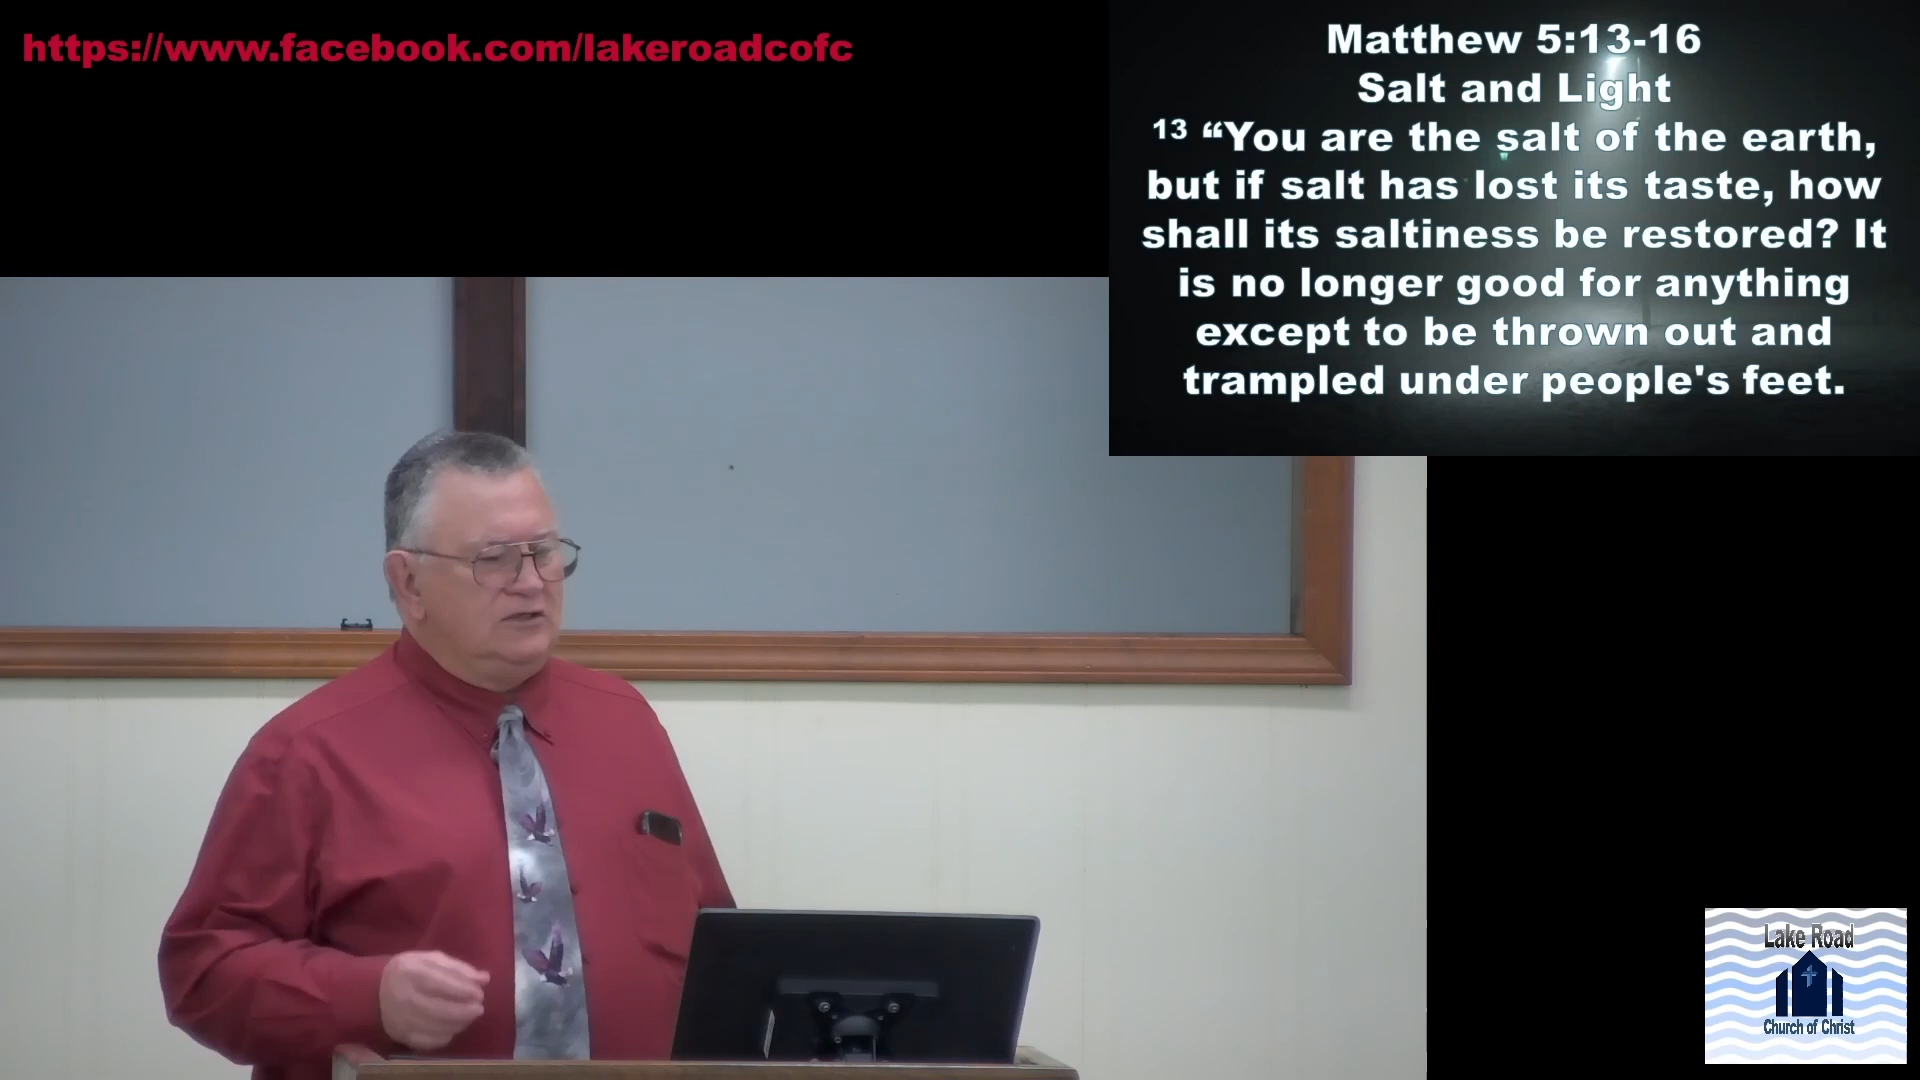 https://www.facebook.com/lakeroadcofc
Matthew 5:13-16
Salt and Light
13 “You are the salt of the earth,
but if salt has lost its taste, how
shall its saltiness be restored? It
is no longer good for anything
except to be thrown out and
trampled under people's feet.
Lake Road
Church of Christ